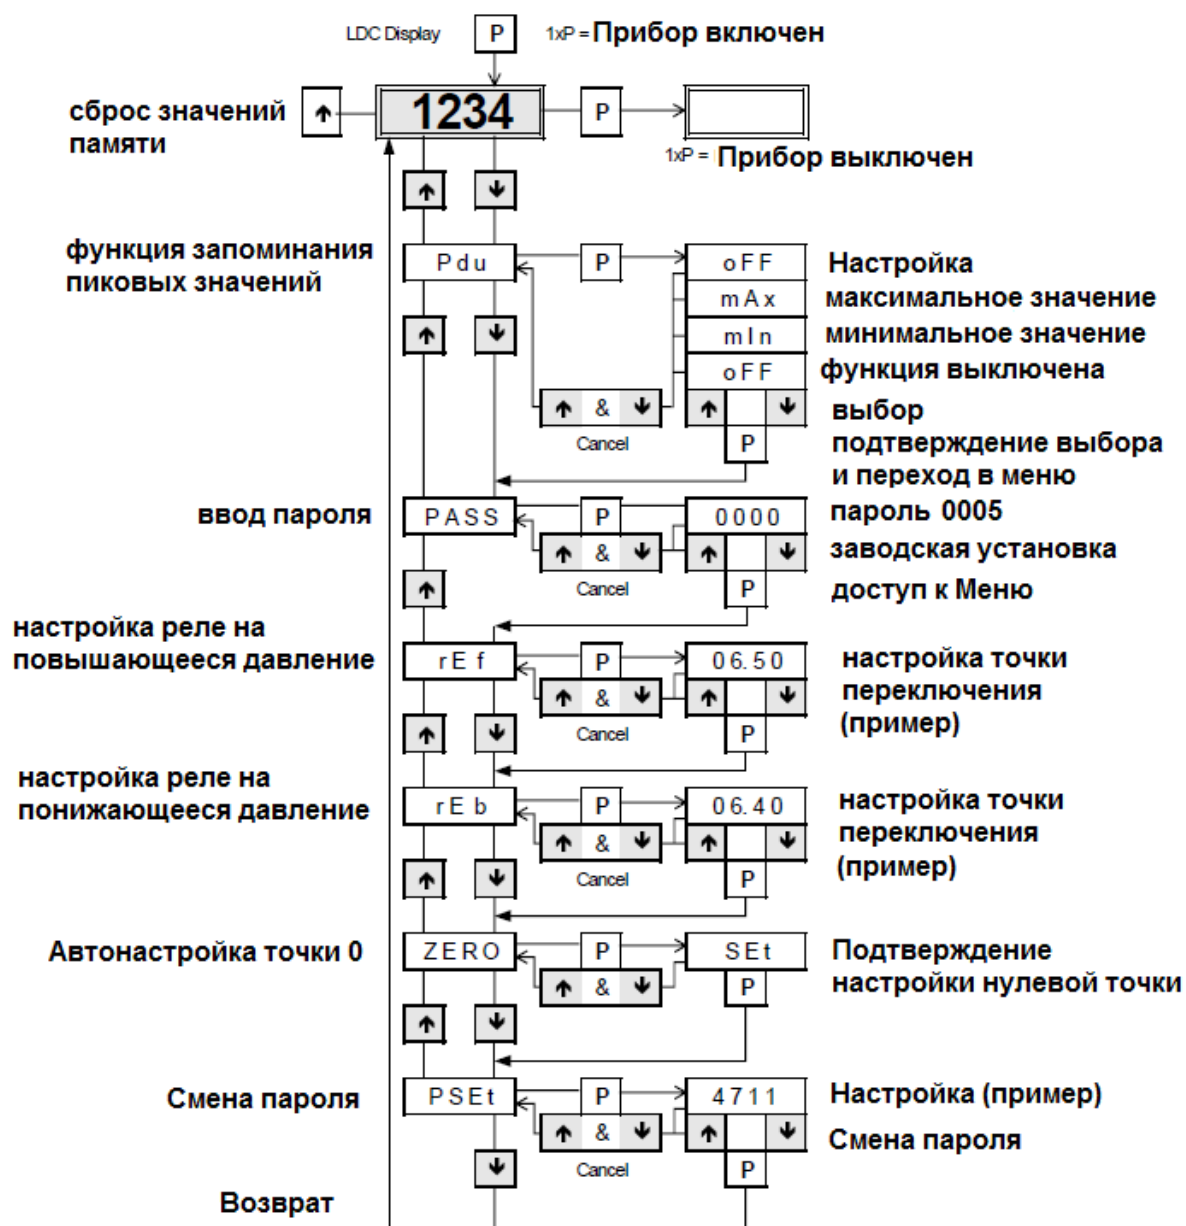 LDC Display
P
1xP = Прибор включен
сброс значений
памяти
1234
P
1xP = Прибор выключен
функция запоминания
пиковых значений
Pdu
P
oFF
Настройка
mAx
максимальное значение
mIn
минимальное значение
oFF
функция выключена
&
Cancel
выбор
P
подтверждение выбора
и переход в меню
ввод пароля
PASS
P
0000
пароль 0005
&
заводская установка
Cancel
P
доступ к Меню
настройка реле на
повышающееся давление
rEf
P
06.50
настройка точки
переключения
(пример)
&
Cancel
P
настройка реле на
понижающееся давление
rEb
P
06.40
настройка точки
переключения
(пример)
&
Cancel
P
Автонастройка точки 0
ZERO
P
SEt
Подтверждение
настройки нулевой точки
&
P
Смена пароля
PSEt
P
4711
Настройка (пример)
&
Смена пароля
Cancel
P
Возврат